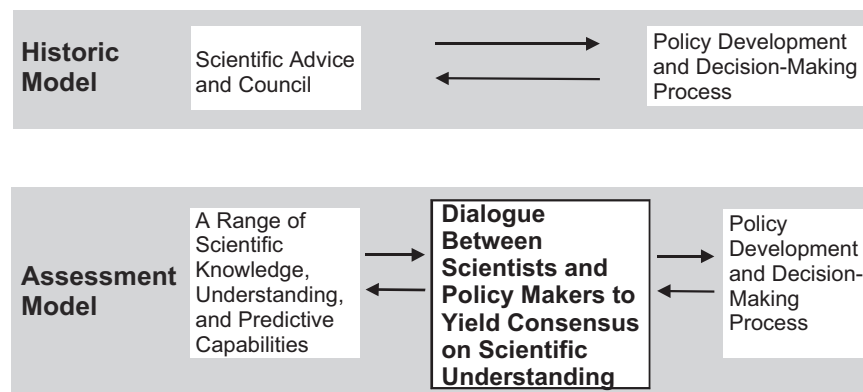 Historic
Model
Scientific Advice
and Council
Policy Development
and Decision-Making
Process
Assessment
Model
A Range of
Scientific
Knowledge,
Understanding,
and Predictive
Capabilities
Dialogue
Between
Scientists and
Policy Makers to
Yield Consensus
on Scientific
Understanding
Policy
Development
and Decision-
Making
Process